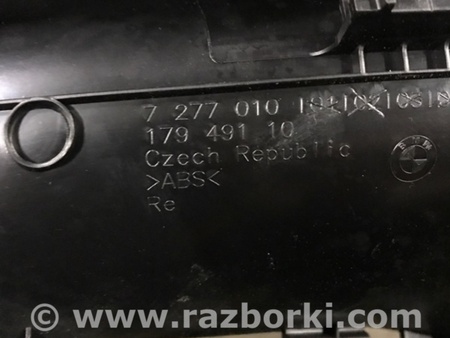 7 277 010
179 491 10
Czech Republic
>ABS<
Re
BMW
www.razborki.com